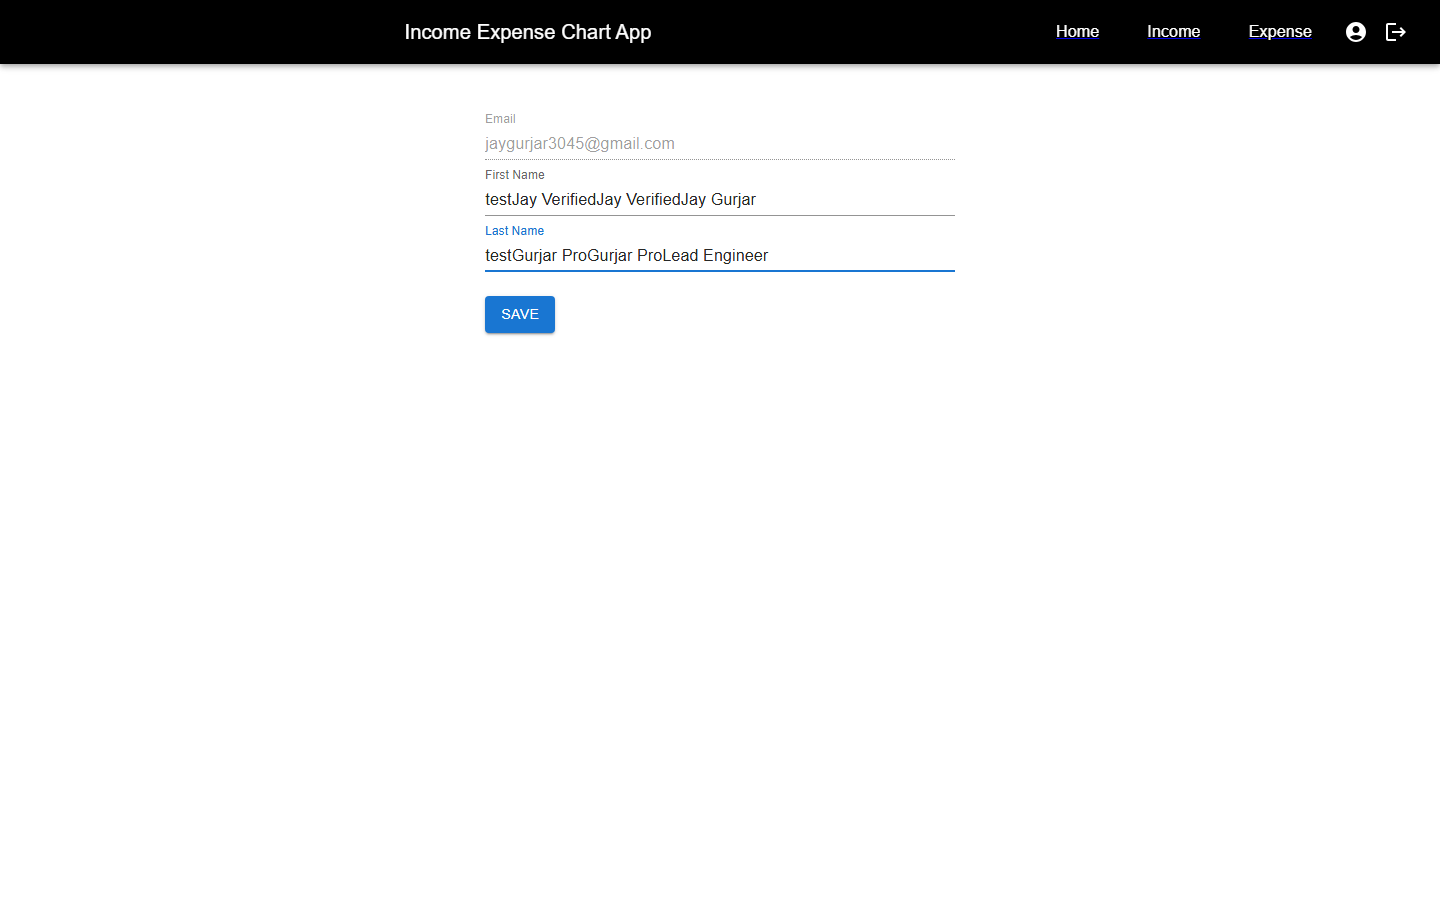 Income Expense Chart App Home Income Expense
Email
jaygurjar3045@gmail.com
First Name
testJay VerifiedJay VerifiedJay Gurjar
Last Name
testGurjar ProGurjar ProLead Engineer
SAVE